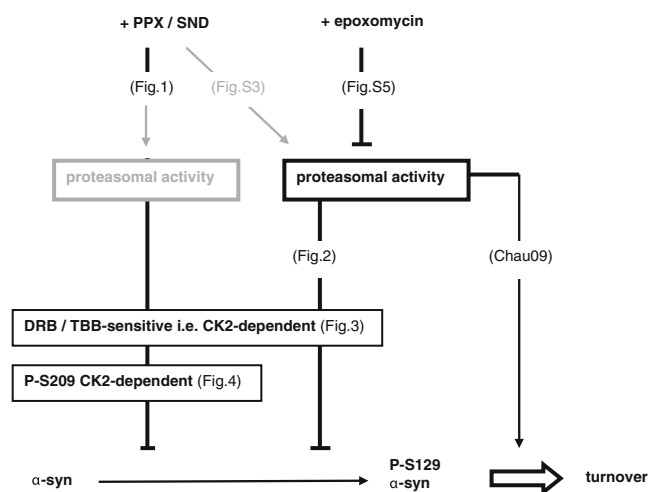 + PPX / SND
+ epoxomycin
(Fig.1)
(Fig.S3)
(Fig.S5)
proteasomal activity
proteasomal activity
(Fig.2)
(Chau09)
DRB / TBB-sensitive i.e. CK2-dependent (Fig.3)
P-S209 CK2-dependent (Fig.4)
α-syn
P-S129
α-syn
turnover